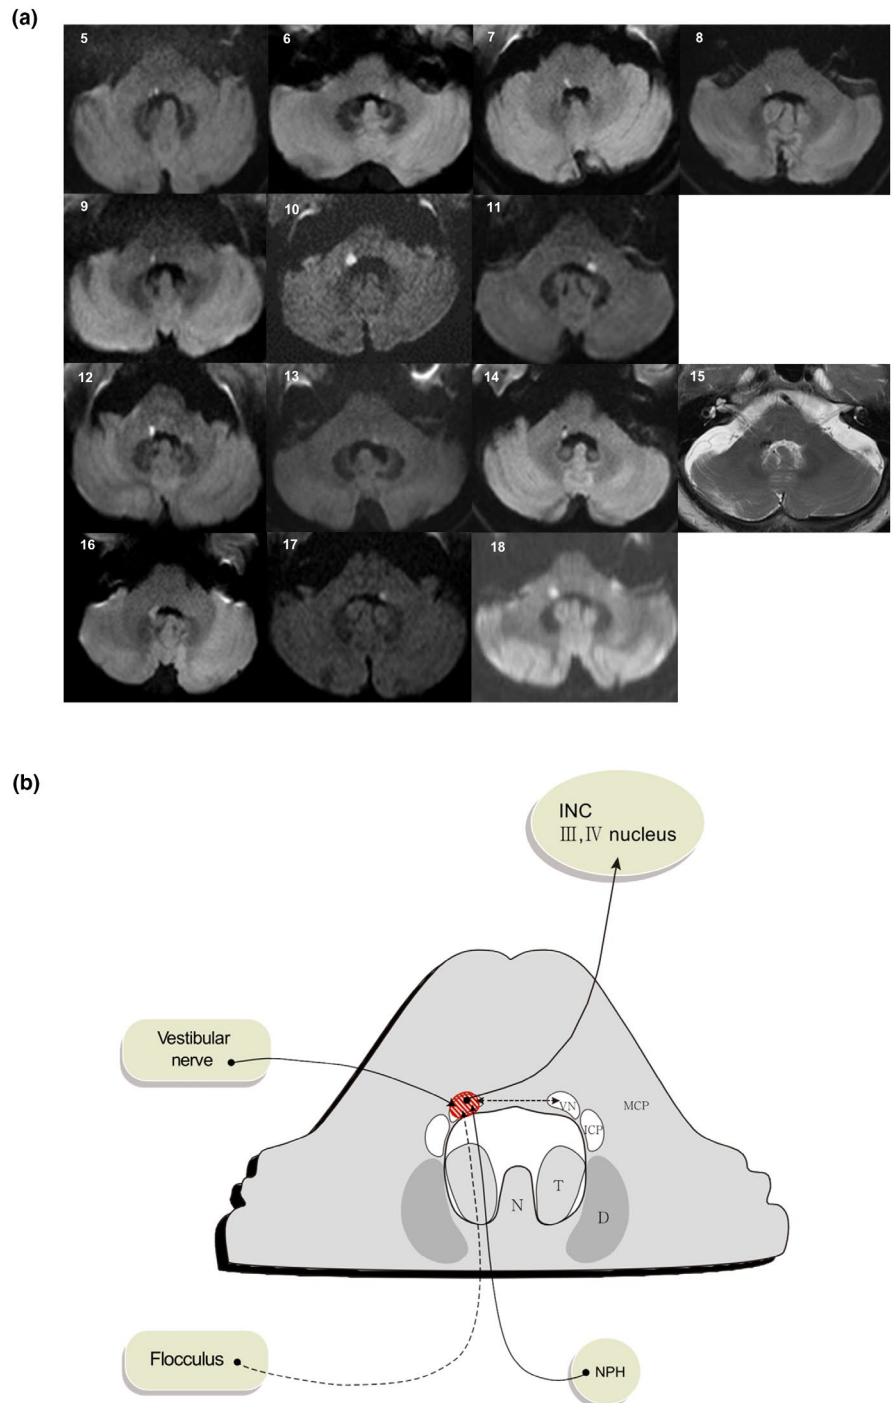 (a)
5
6
7
8
9
10
11
12
13
14
15
16
17
18
(b)
INC
Ⅲ,Ⅳ nucleus
Vestibular
nerve
VN
MCP
ICP
T
N
D
Flocculus
NPH